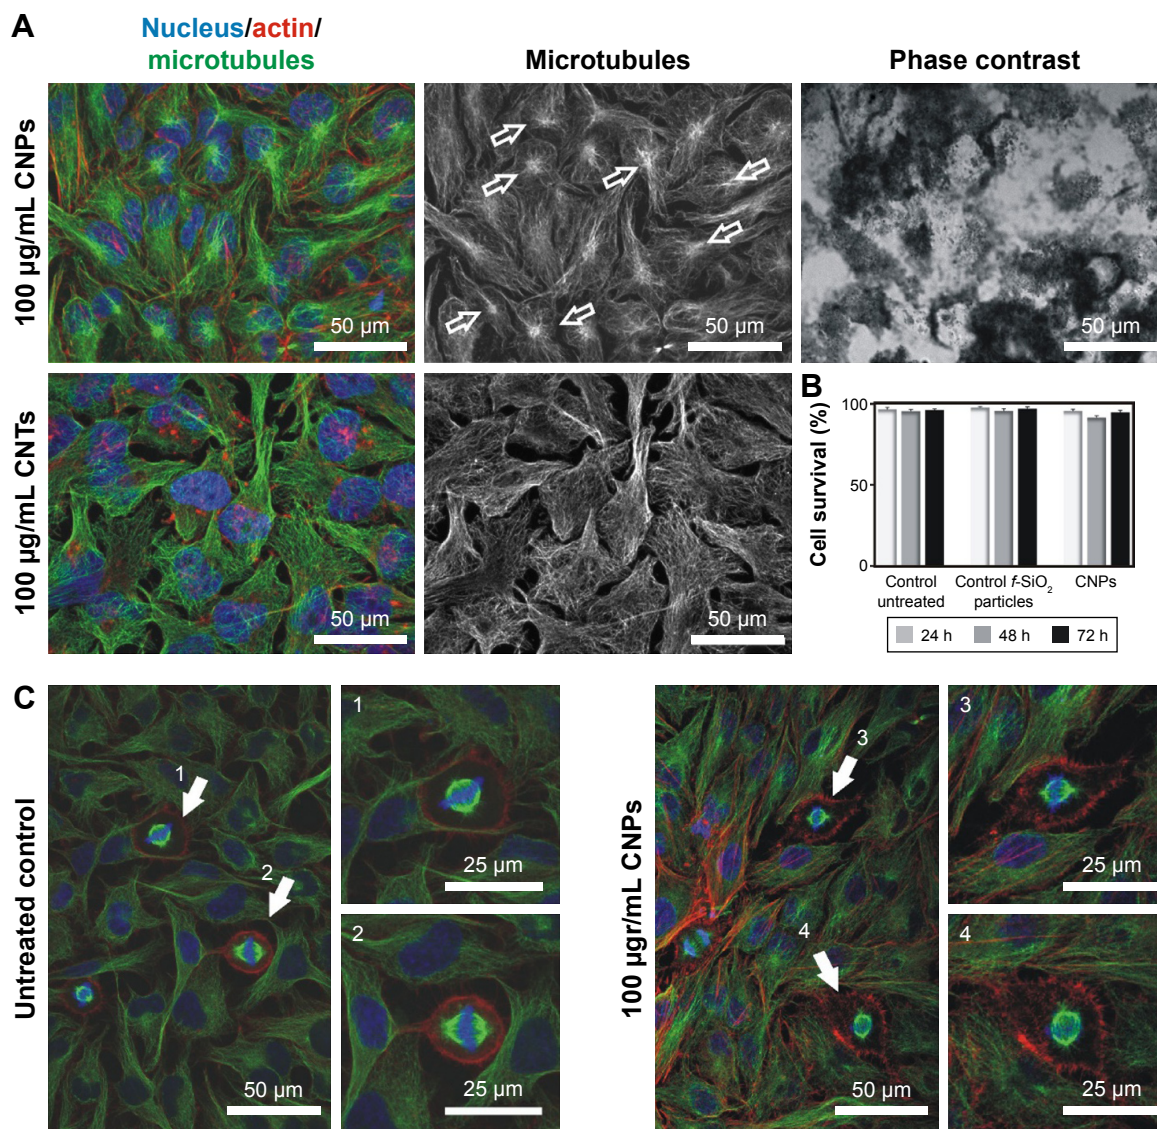 A
Nucleus/actin/
microtubules
Microtubules
Phase contrast
100 µg/mL CNPs
50 µm
50 µm
50 µm
100 µg/mL CNTs
50 µm
50 µm
B
Cell survival (%)
100
50
0
Control
untreated
Control f-SiO2
particles
CNPs
24 h
48 h
72 h
C
Untreated control
1
2
50 µm
1
25 µm
2
25 µm
100 µgr/mL CNPs
3
4
50 µm
3
25 µm
4
25 µm